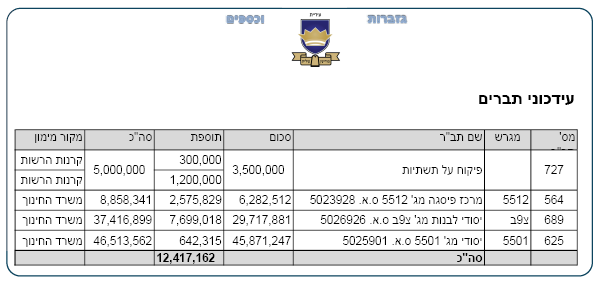 גזברות וכספים
עירית
עידכוני תברים
מס' מגרש שם תב"ר סכום תוספת סה"כ מקור מימון
727 פיקוח על תשתיות 3,500,000 300,000 5,000,000 קרנות הרשות
1,200,000 קרנות הרשות
564 5512 מרכז פיסגה מג' 5512 ס.א. 5023928 6,282,512 2,575,829 8,858,341 משרד החינוך
689 צ9ב יסודי לבנות מג' צ9ב ס.א. 5026926 29,717,881 7,699,018 37,416,899 משרד החינוך
625 5501 יסודי מג' 5501 ס.א. 5025901 45,871,247 642,315 46,513,562 משרד החינוך
סה"כ 12,417,162